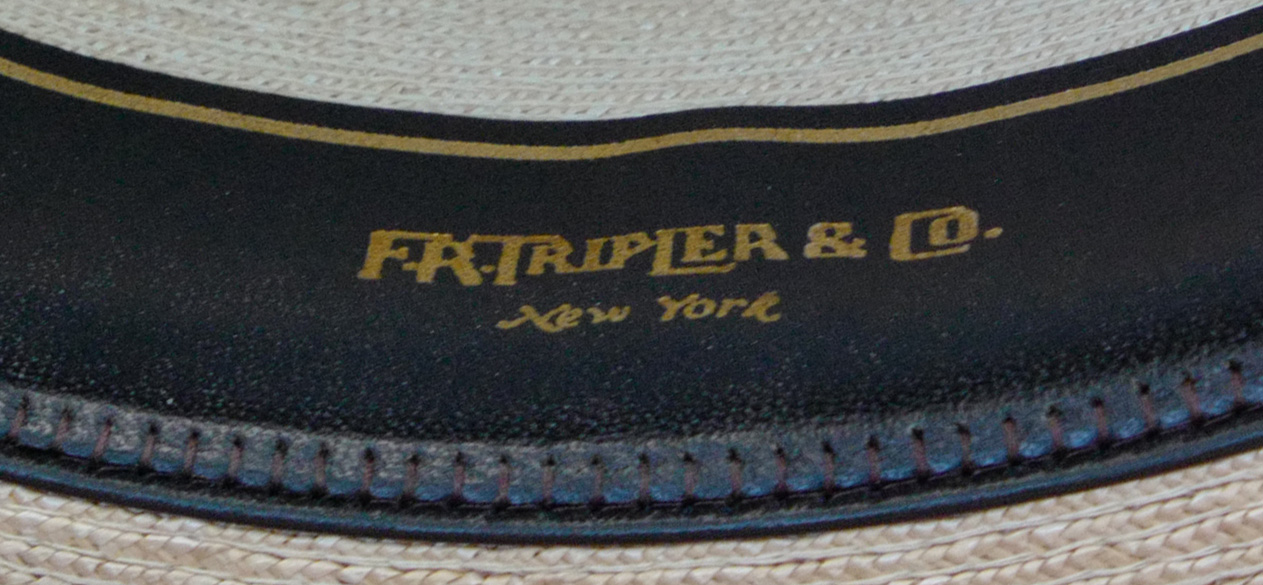 F.R. TRIPLER & CO.
New York